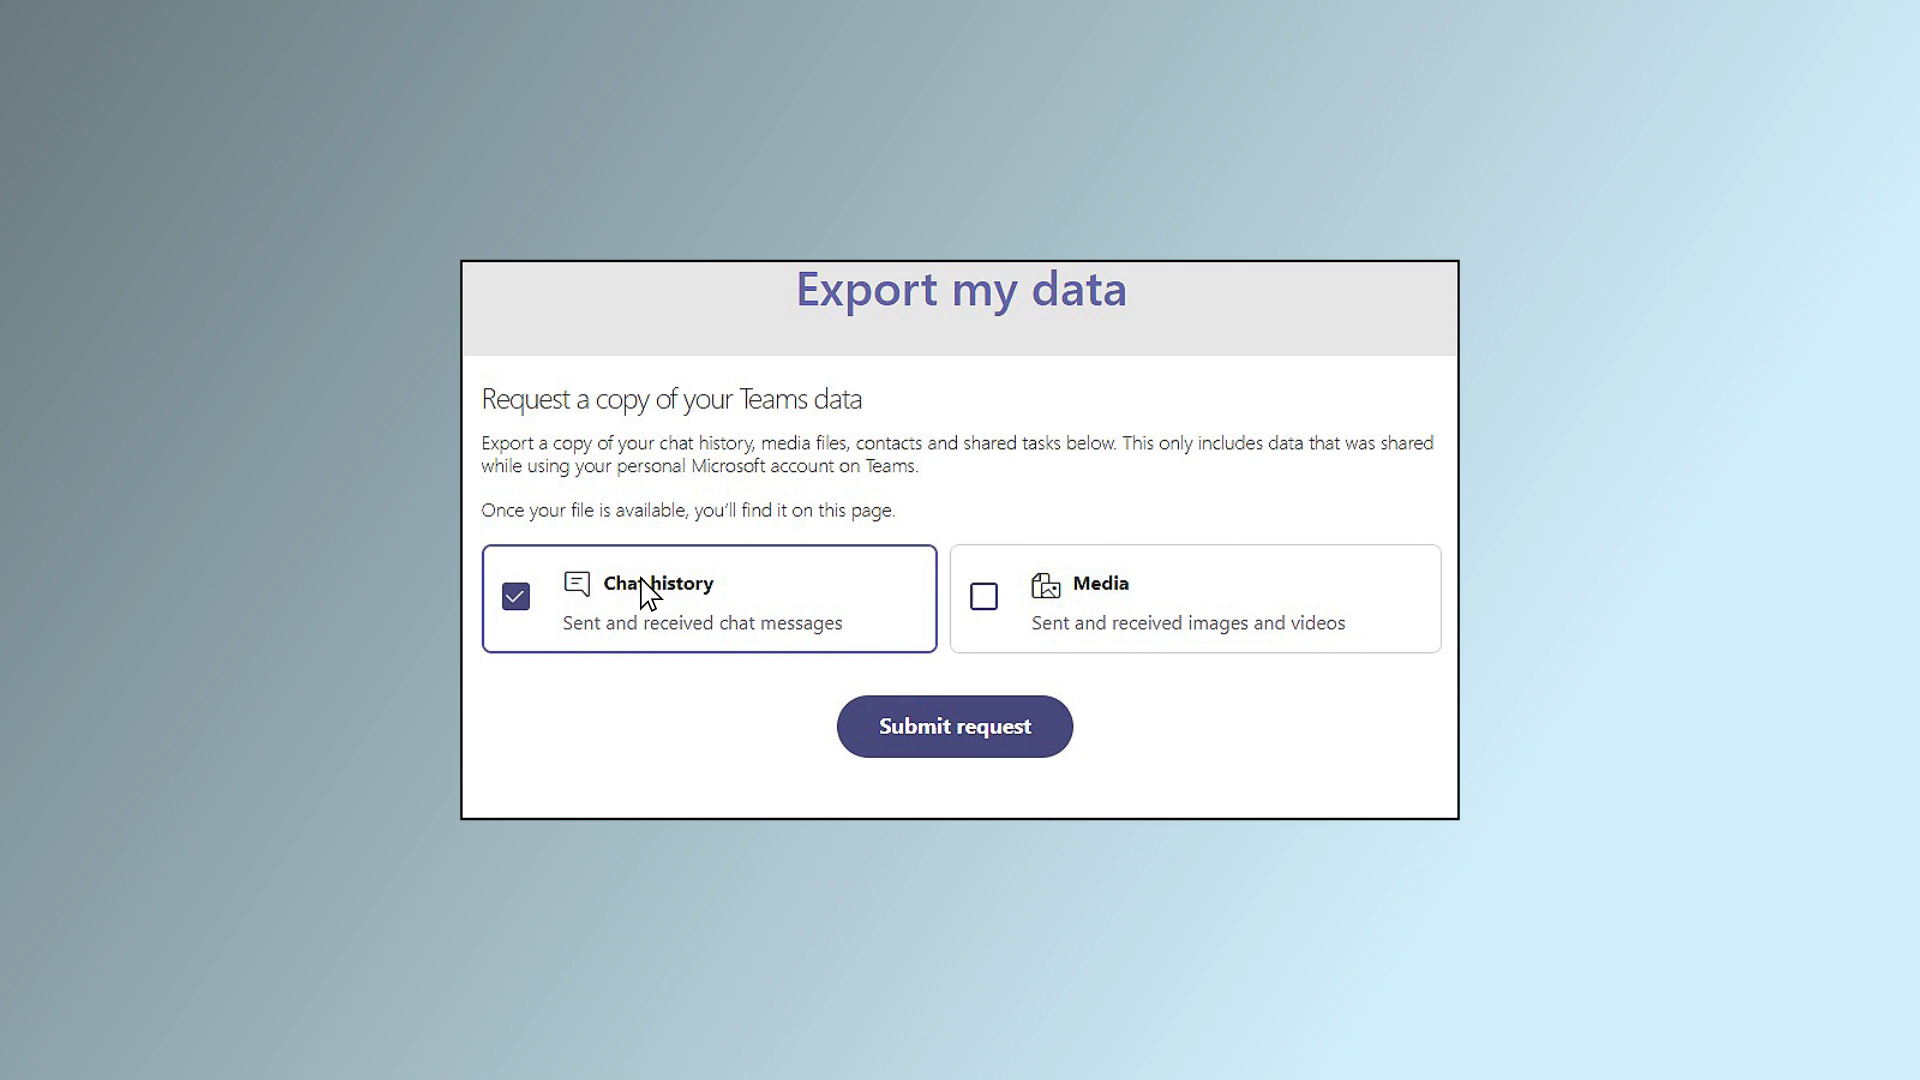 Export my data
Request a copy of your Teams data
Export a copy of your chat history, media files, contacts and shared tasks below. This only includes data that was shared
while using your personal Microsoft account on Teams.
Once your file is available, you'll find it on this page.
Chat history
Sent and received chat messages
Media
Sent and received images and videos
Submit request